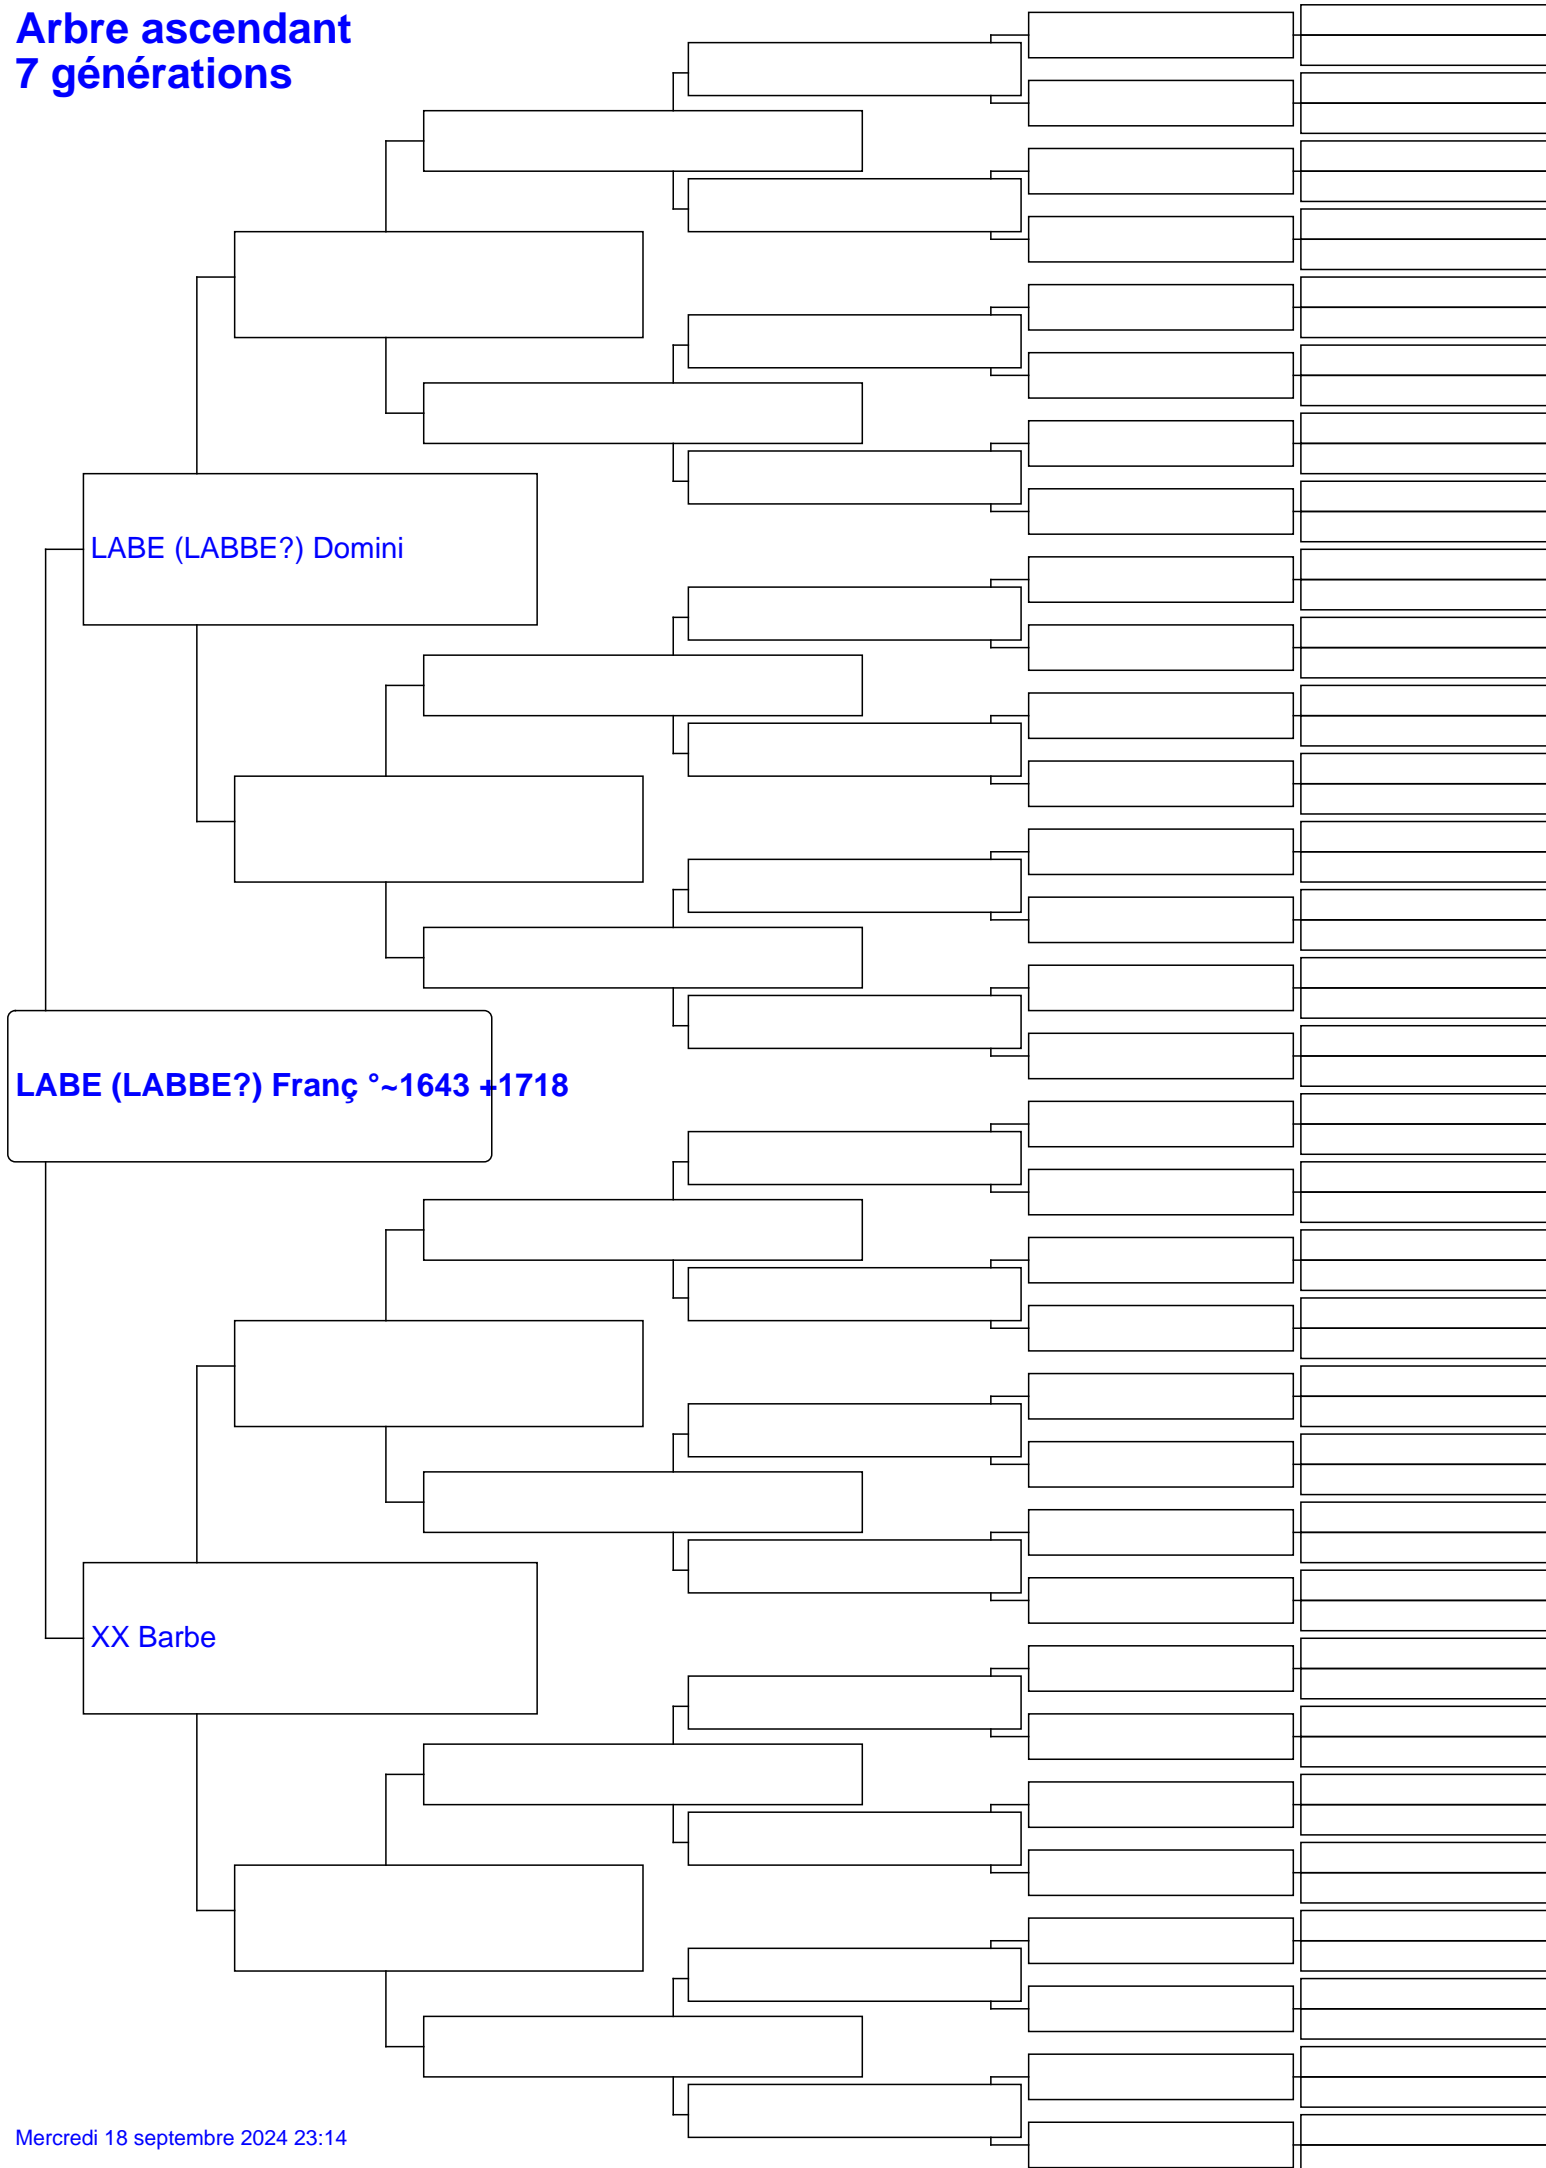 Arbre ascendant
7 générations
LABE (LABBE?) Domini
LABE (LABBE?) Franç °~1643 +1718
XX Barbe
Mercredi 18 septembre 2024 23:14